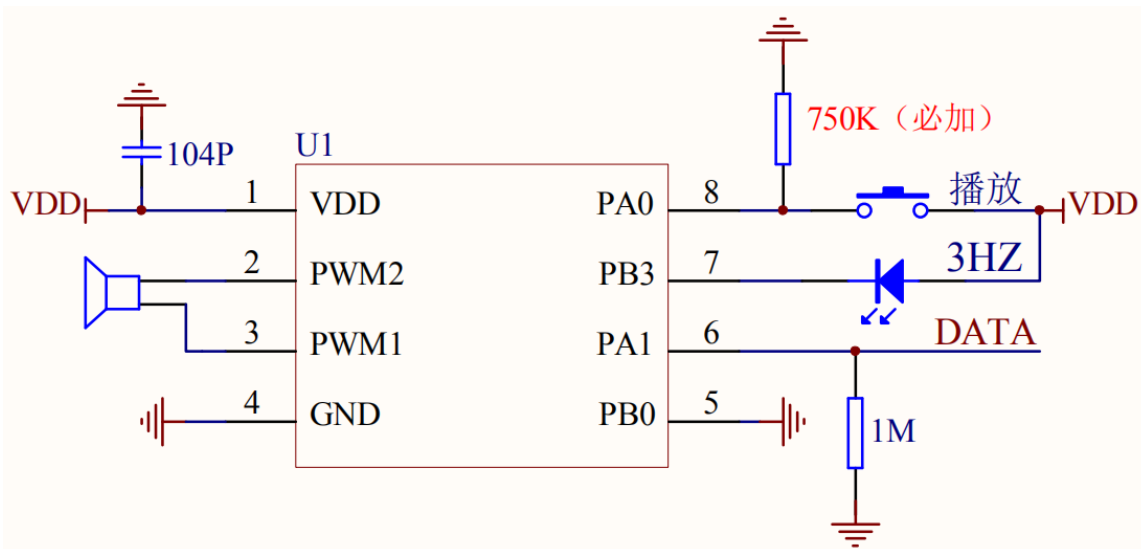 750K（必加）
U1
104P
VDD
1
VDD
PA0
8
播放
VDD
2
PWM2
PB3
7
3HZ
3
PWM1
PA1
6
DATA
4
GND
PB0
5
1M